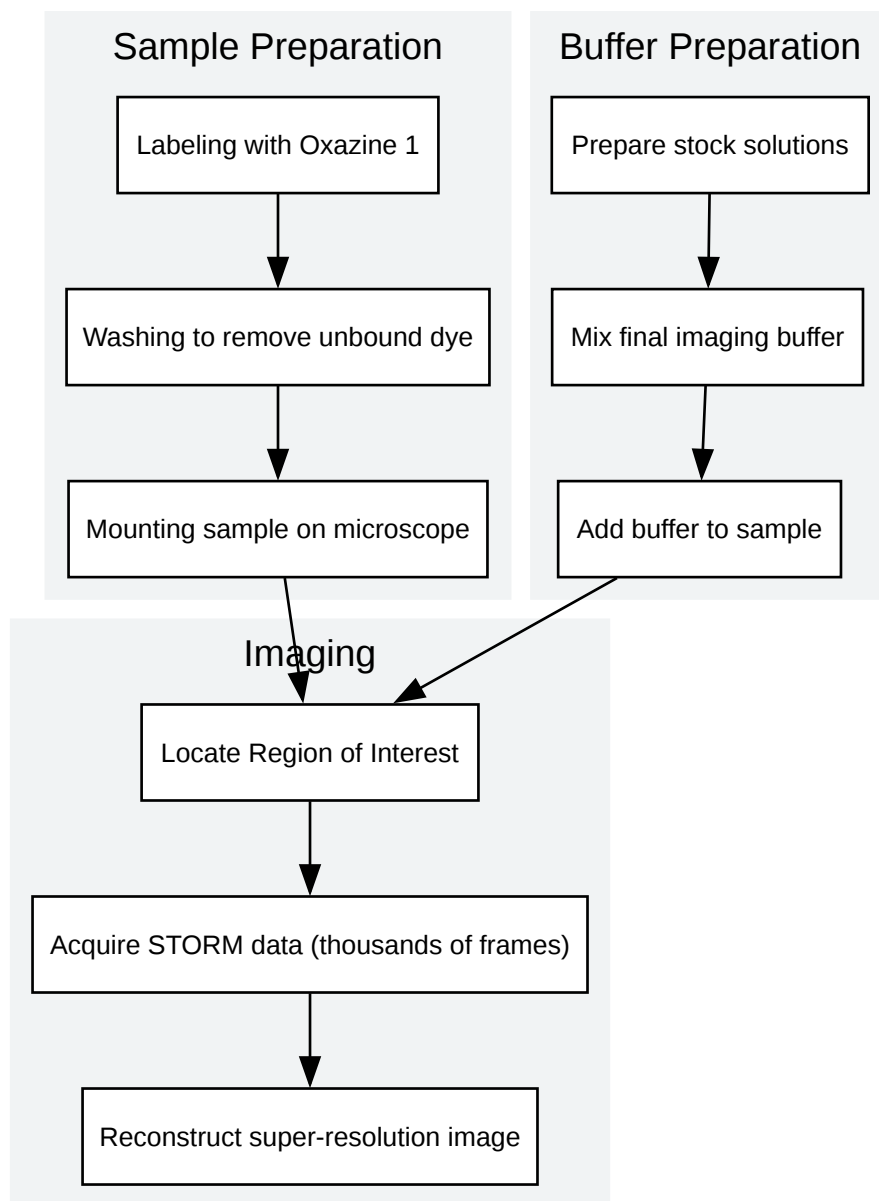 Sample Preparation
Labeling with Oxazine 1
Washing to remove unbound dye
Mounting sample on microscope
Buffer Preparation
Prepare stock solutions
Mix final imaging buffer
Add buffer to sample
Imaging
Locate Region of Interest
Acquire STORM data (thousands of frames)
Reconstruct super-resolution image